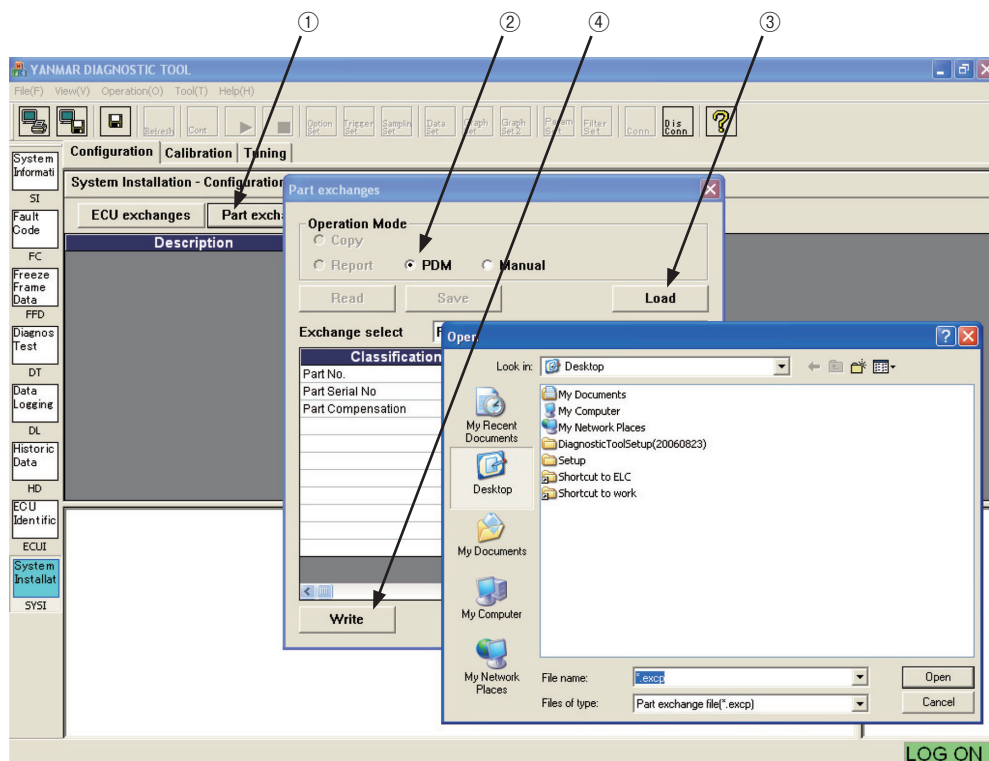 ① ② ④ ③
YANMAR DIAGNOSTIC TOOL
File(F) View(V) Operation(O) Tool(T) Help(H)
Refresh Cont Option Set Trigger Set Samplin Set Data Set Graph Set Graph Set2 Param Set Filter Set Conn Dis Conn
Configuration Calibration Tuning
System Informati
SI
Fault Code
FC
Freeze Frame Data
FFD
Diagnos Test
DT
Data Logging
DL
Historic Data
HD
ECU Identific
ECUI
System Installat
SYSI
System Installation - Configuration
ECU exchanges Part exch
Description
Part exchanges
Operation Mode
Copy
Report PDM Manual
Read Save Load
Exchange select
Classification
Part No.
Part Serial No
Part Compensation
Write
Open
Look in: Desktop
My Recent Documents
Desktop
My Documents
My Computer
My Network Places
My Documents
My Computer
My Network Places
DiagnosticToolSetup(20060823)
Setup
Shortcut to ELC
Shortcut to work
File name: *.excp Open
Files of type: Part exchange file(*.excp) Cancel
LOG ON